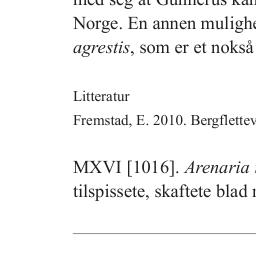 med seg at Gunnerus kan
Norge. En annen mulighe
agrestis, som er et nokså
Litteratur
Fremstad, E. 2010. Bergflettev
MXVI [1016]. Arenaria
tilspissete, skaftete blad